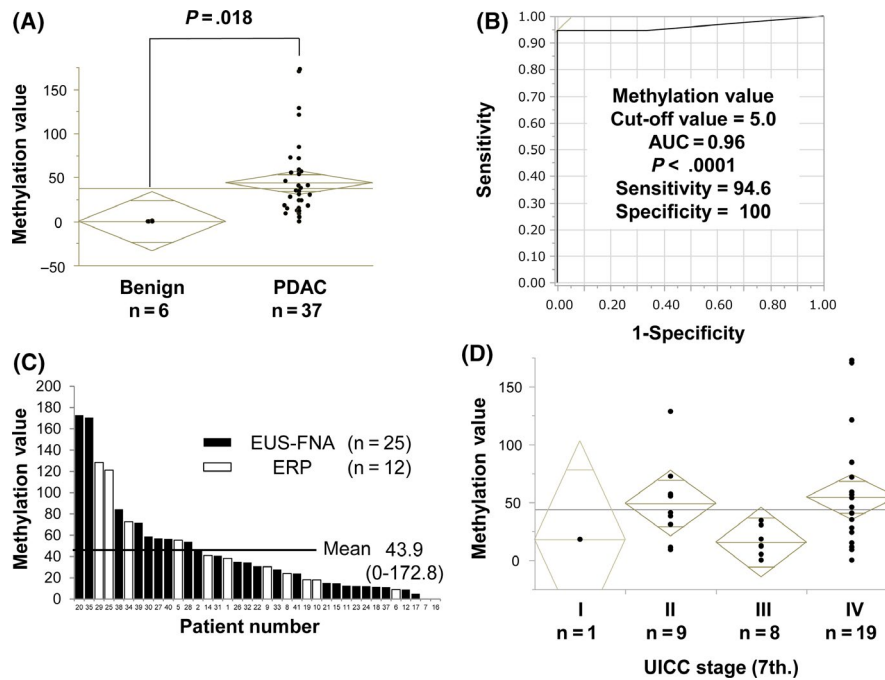 (A)
P = .018
Methylation value
150
100
50
0
–50
Benign
n = 6
PDAC
n = 37
(B)
Sensitivity
1.00
0.90
0.80
0.70
0.60
0.50
0.40
0.30
0.20
0.10
0.00
Methylation value
Cut-off value = 5.0
AUC = 0.96
P < .0001
Sensitivity = 94.6
Specificity = 100
0.00 0.20 0.40 0.60 0.80 1.00
1-Specificity
(C)
Methylation value
200
180
160
140
120
100
80
60
40
20
0
EUS-FNA (n = 25)
ERP (n = 12)
Mean 43.9
(0-172.8)
20 35 29 25 38 34 39 30 27 40 5 28 2 14 31 1 26 32 22 9 33 8 41 19 10 21 15 11 23 24 18 37 6 12 17 7 16
Patient number
(D)
Methylation value
150
100
50
0
I II III IV
n = 1 n = 9 n = 8 n = 19
UICC stage (7th.)